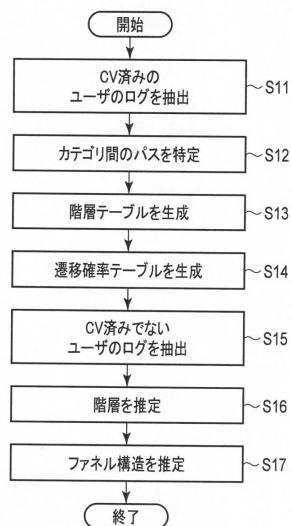 開始
CV済みの
ユーザのログを抽出
S11
カテゴリ間のパスを特定
S12
階層テーブルを生成
S13
遷移確率テーブルを生成
S14
CV済みでない
ユーザのログを抽出
S15
階層を推定
S16
ファネル構造を推定
S17
終了